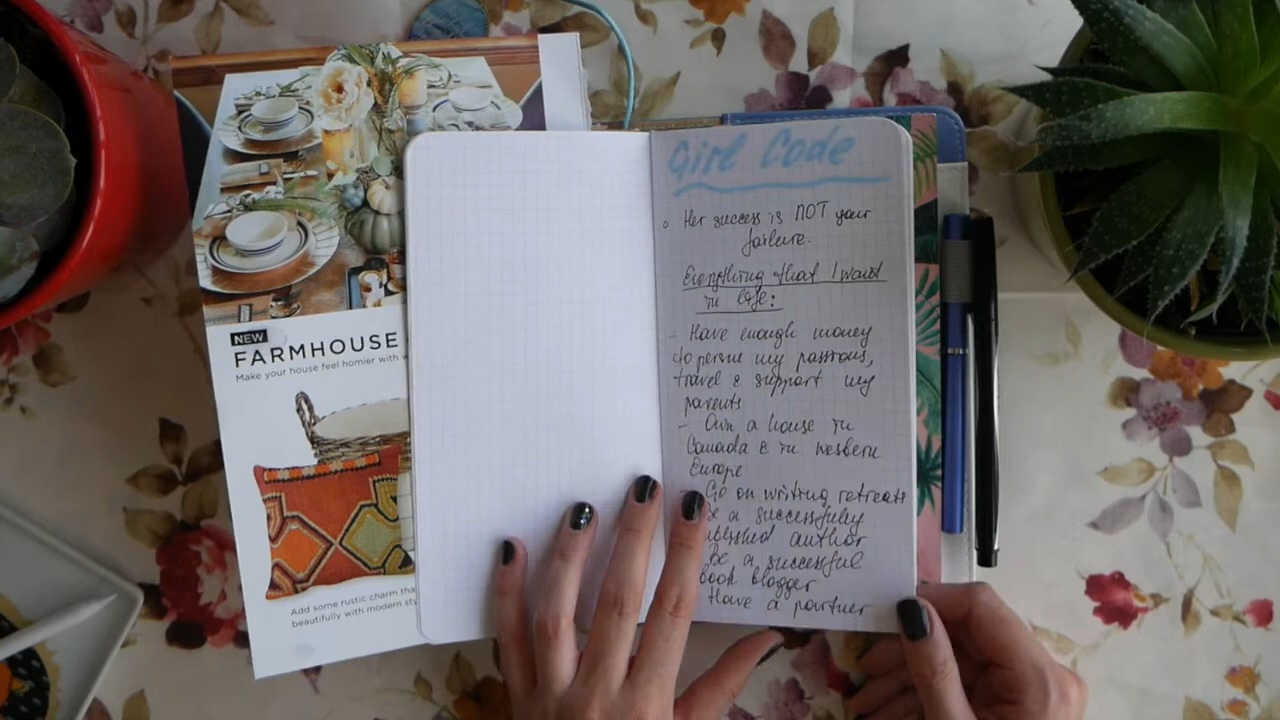 NEW
FARMHOUSE
Make your house feel homier with
Add some rustic charm tha
beautifully with modern sty
Girl Code
Her success is NOT your
failure.
Everything that I want
in life:
- Have enough money
to persue my passions,
travel & support my
parents
- Own a house in
Canada & in western
Europe
Go on writing retreats
Be a successfully
published author
Be a successful
book blogger
Have a partner